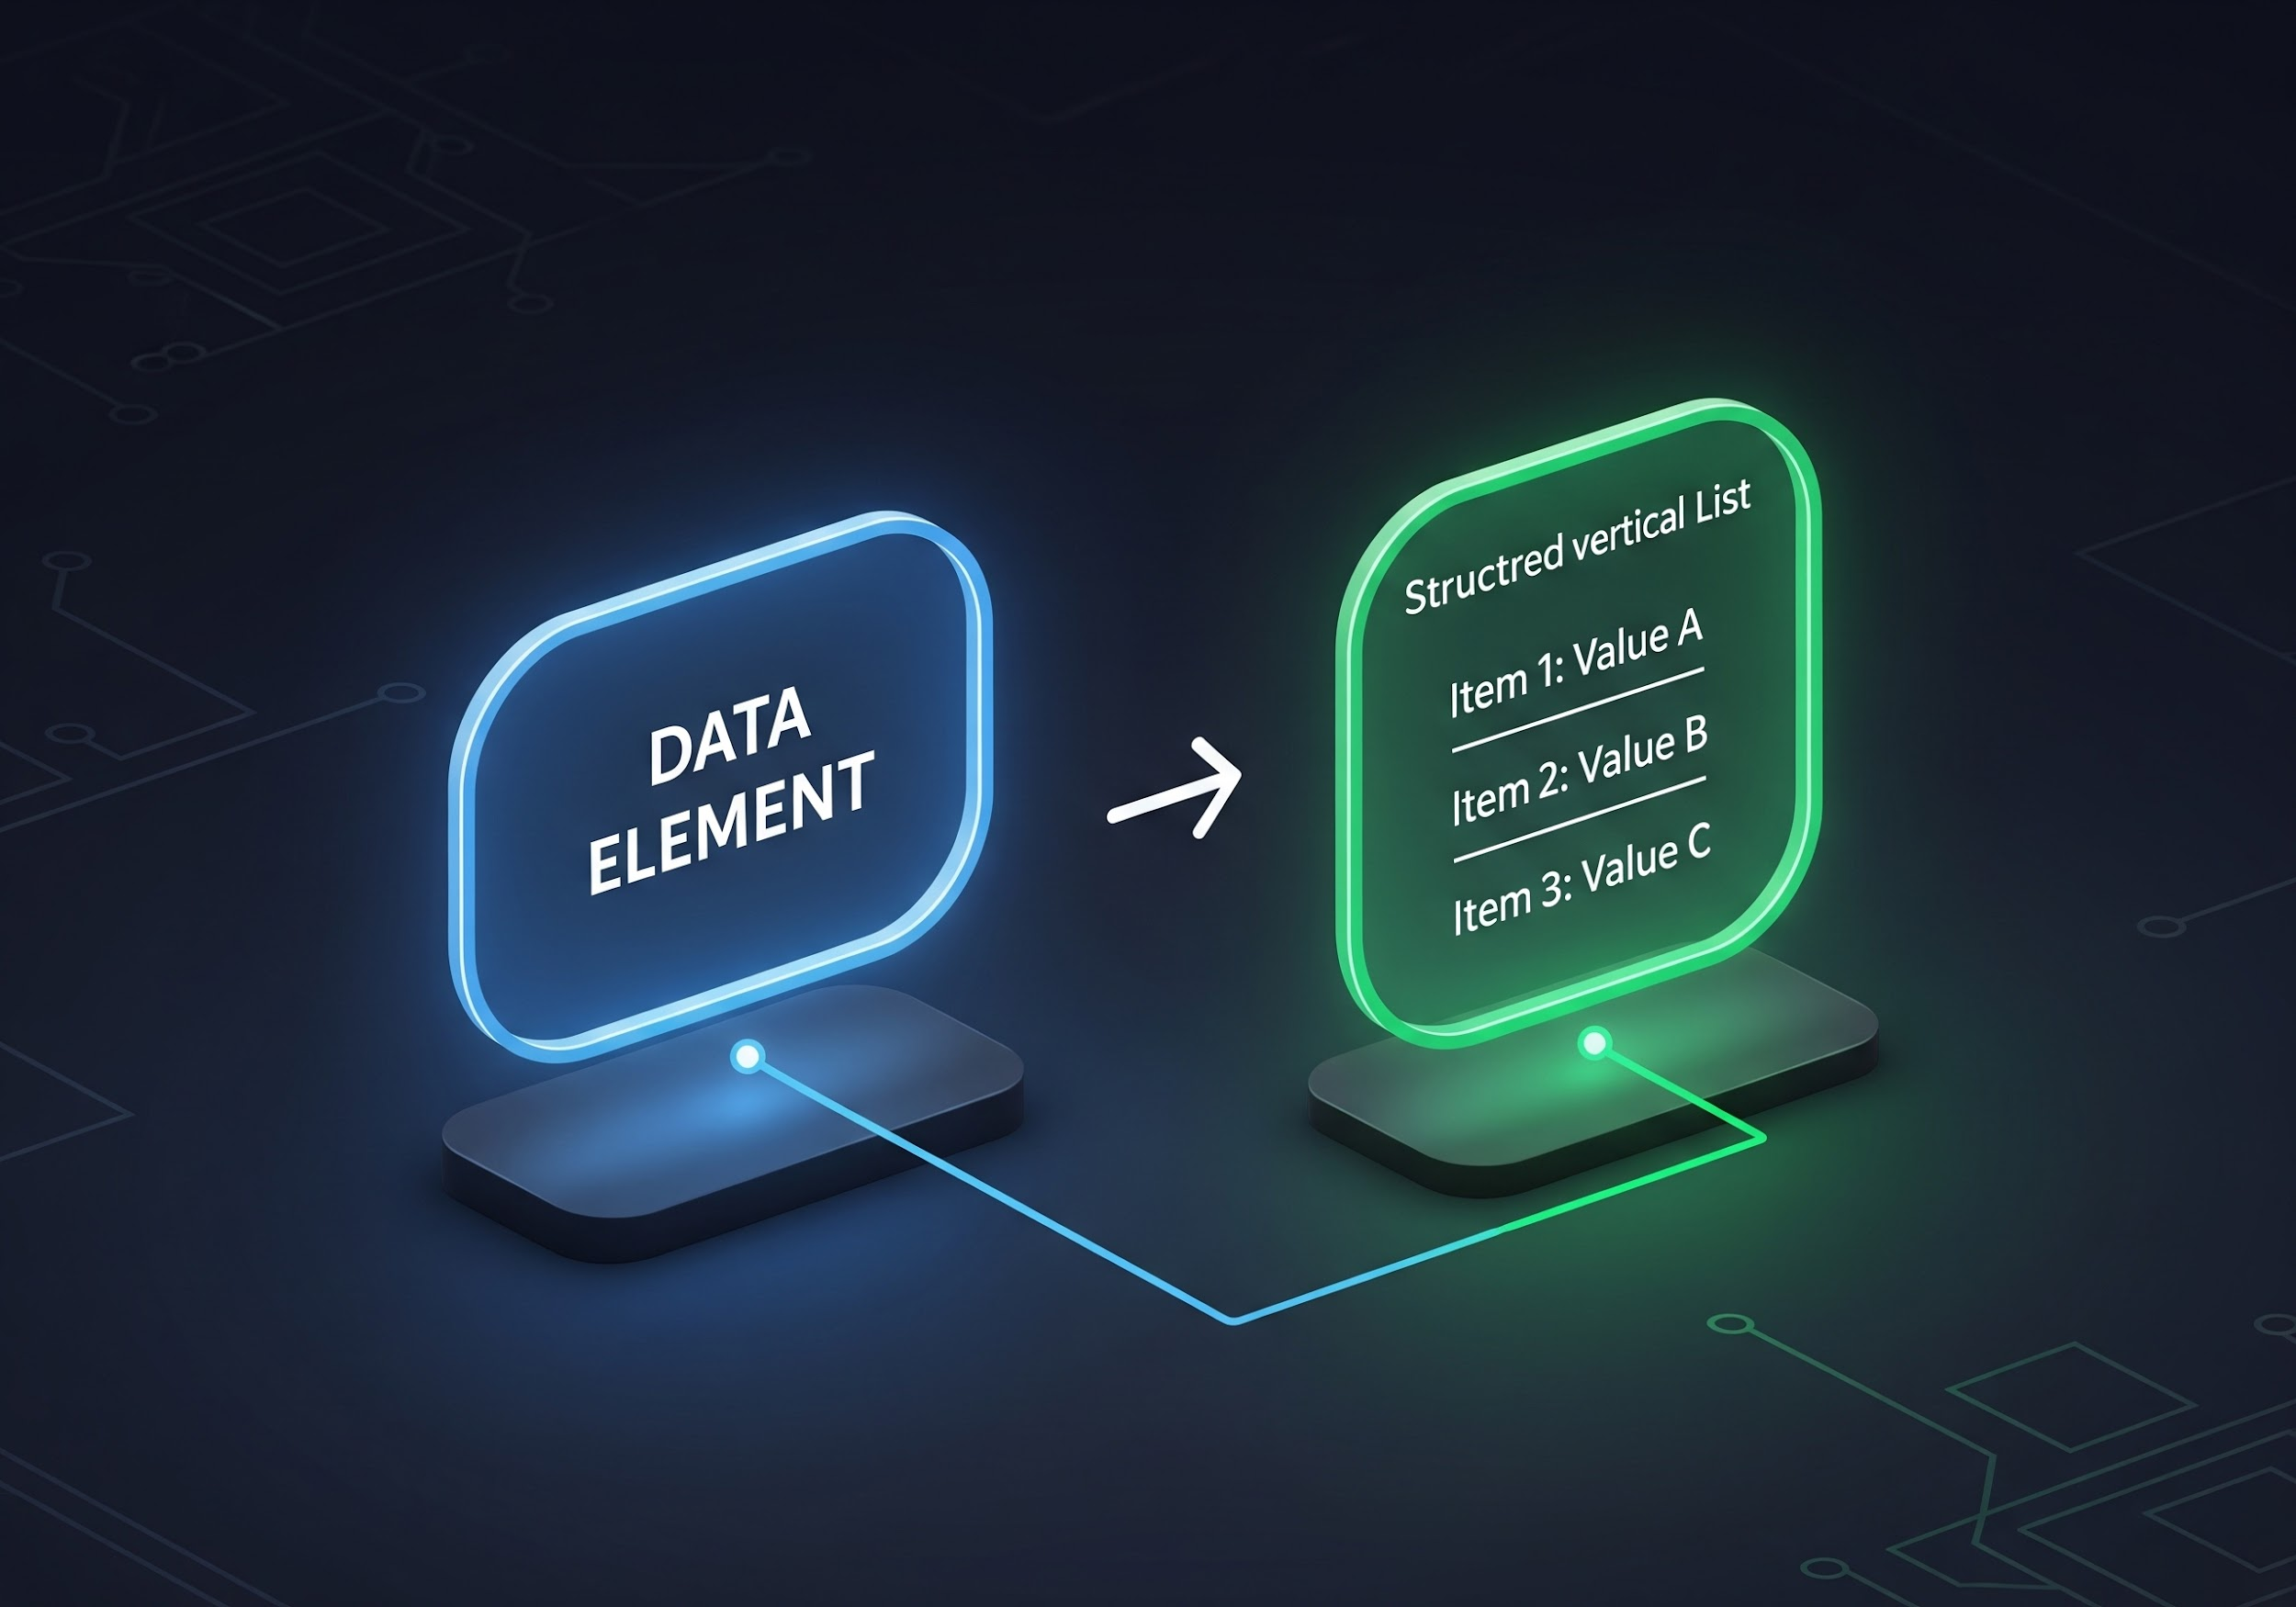 DATA
ELEMENT
Structred vertical List
Item 1: Value A
Item 2: Value B
Item 3: Value C